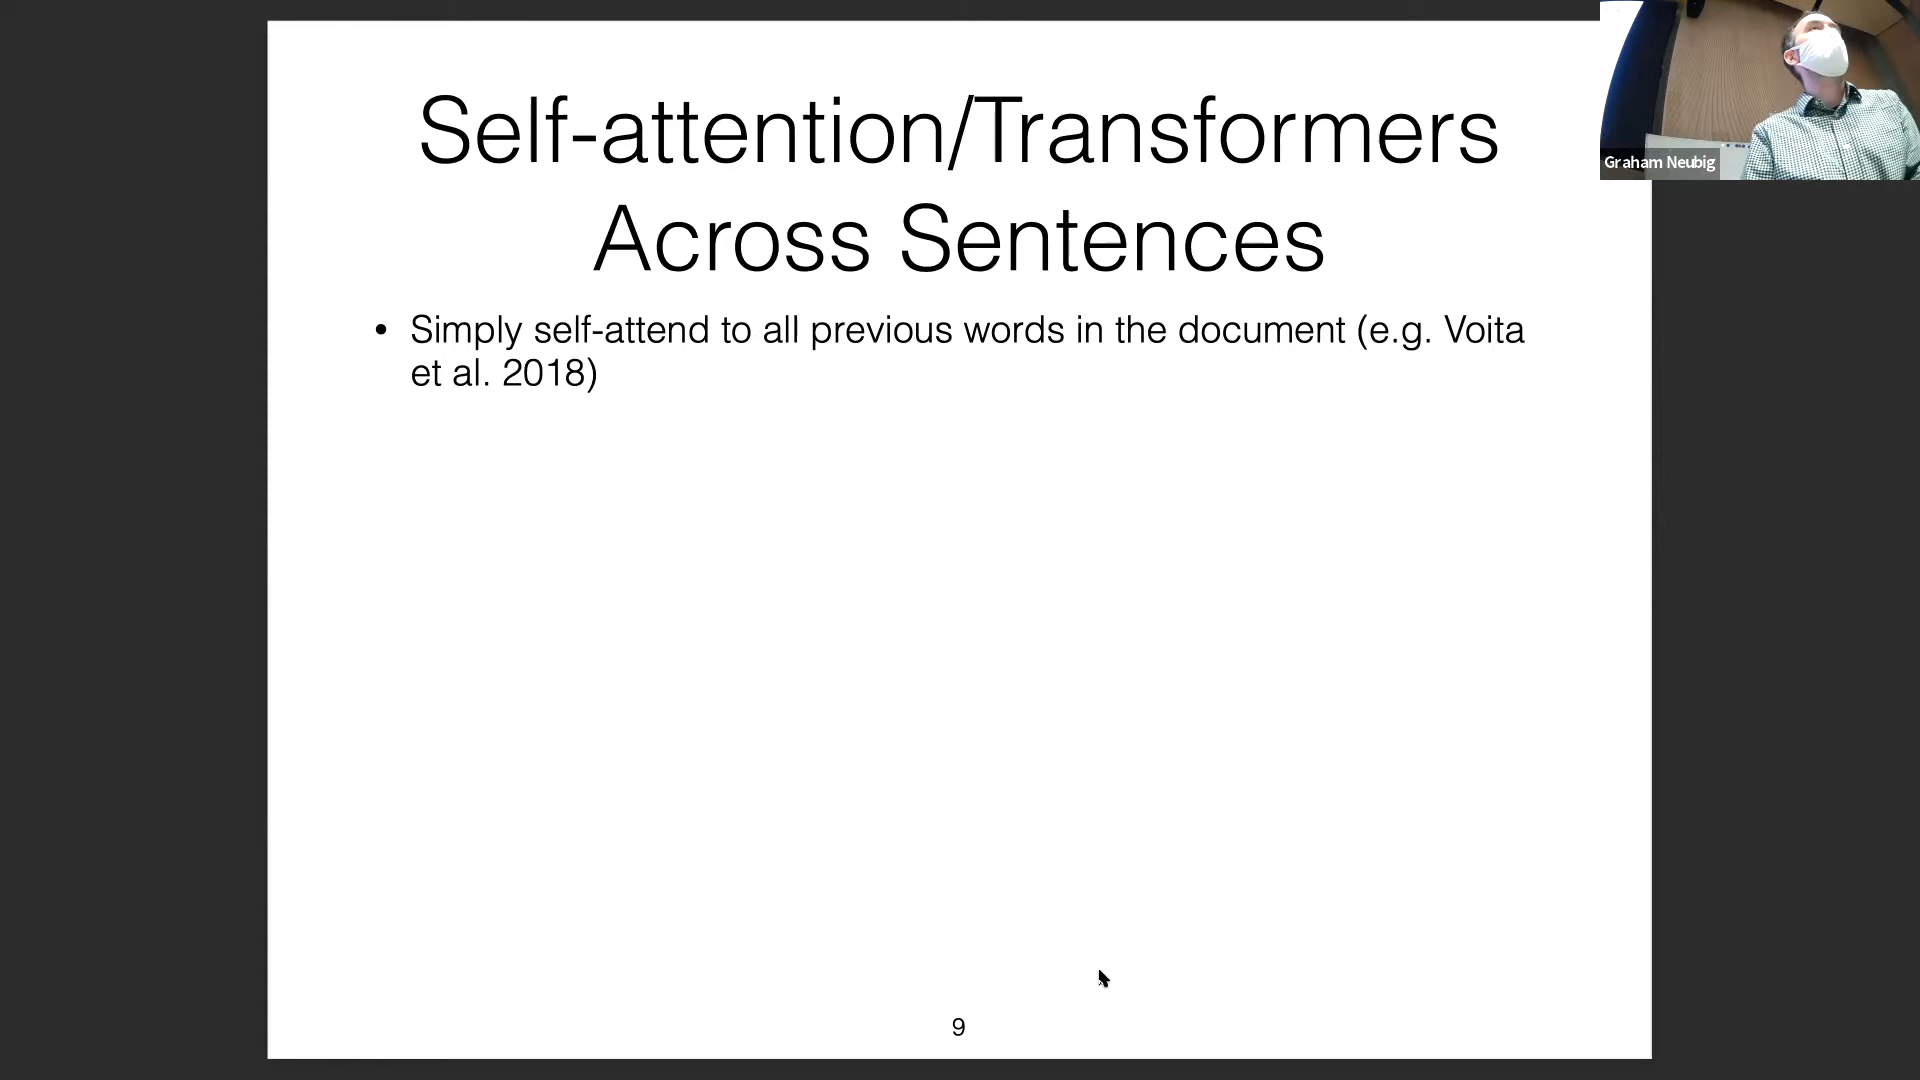 Self-attention/Transformers
Across Sentences
• Simply self-attend to all previous words in the document (e.g. Voita
et al. 2018)
9
Graham Neubig